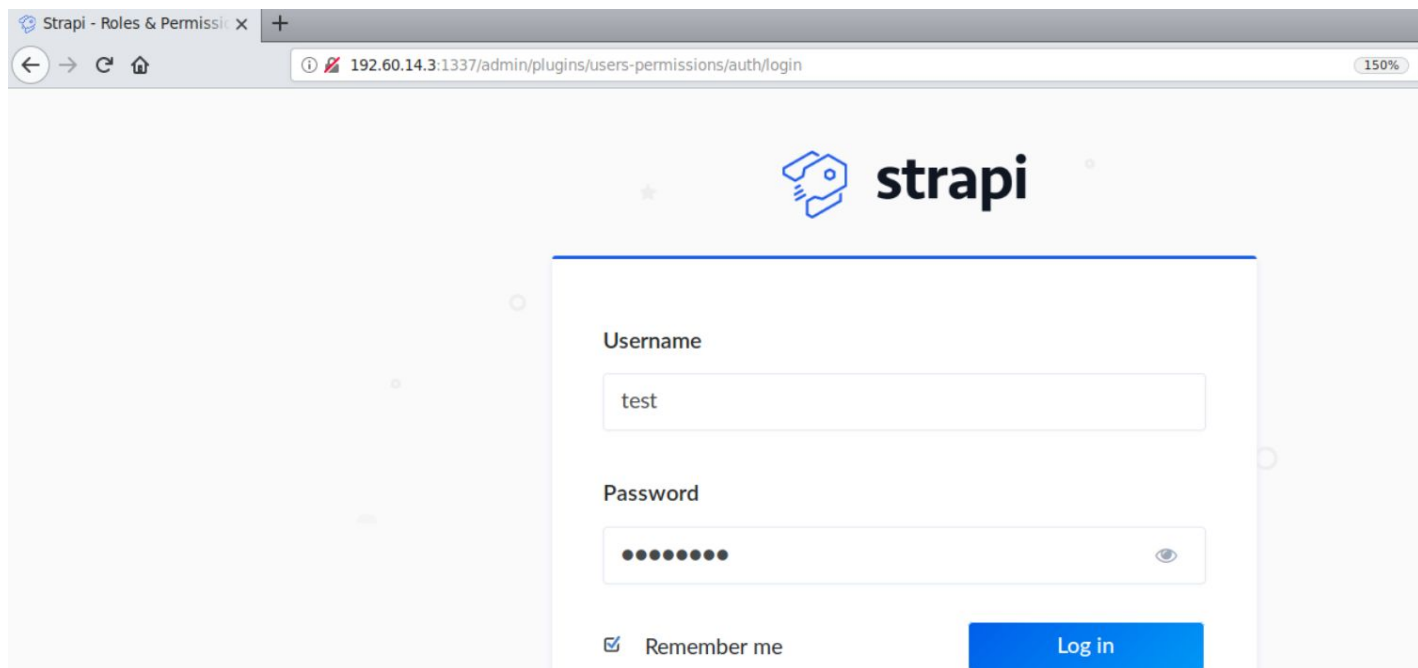 Strapi - Roles & Permissi
192.60.14.3:1337/admin/plugins/users-permissions/auth/login
150%
strapi
Username
test
Password
Remember me
Log in